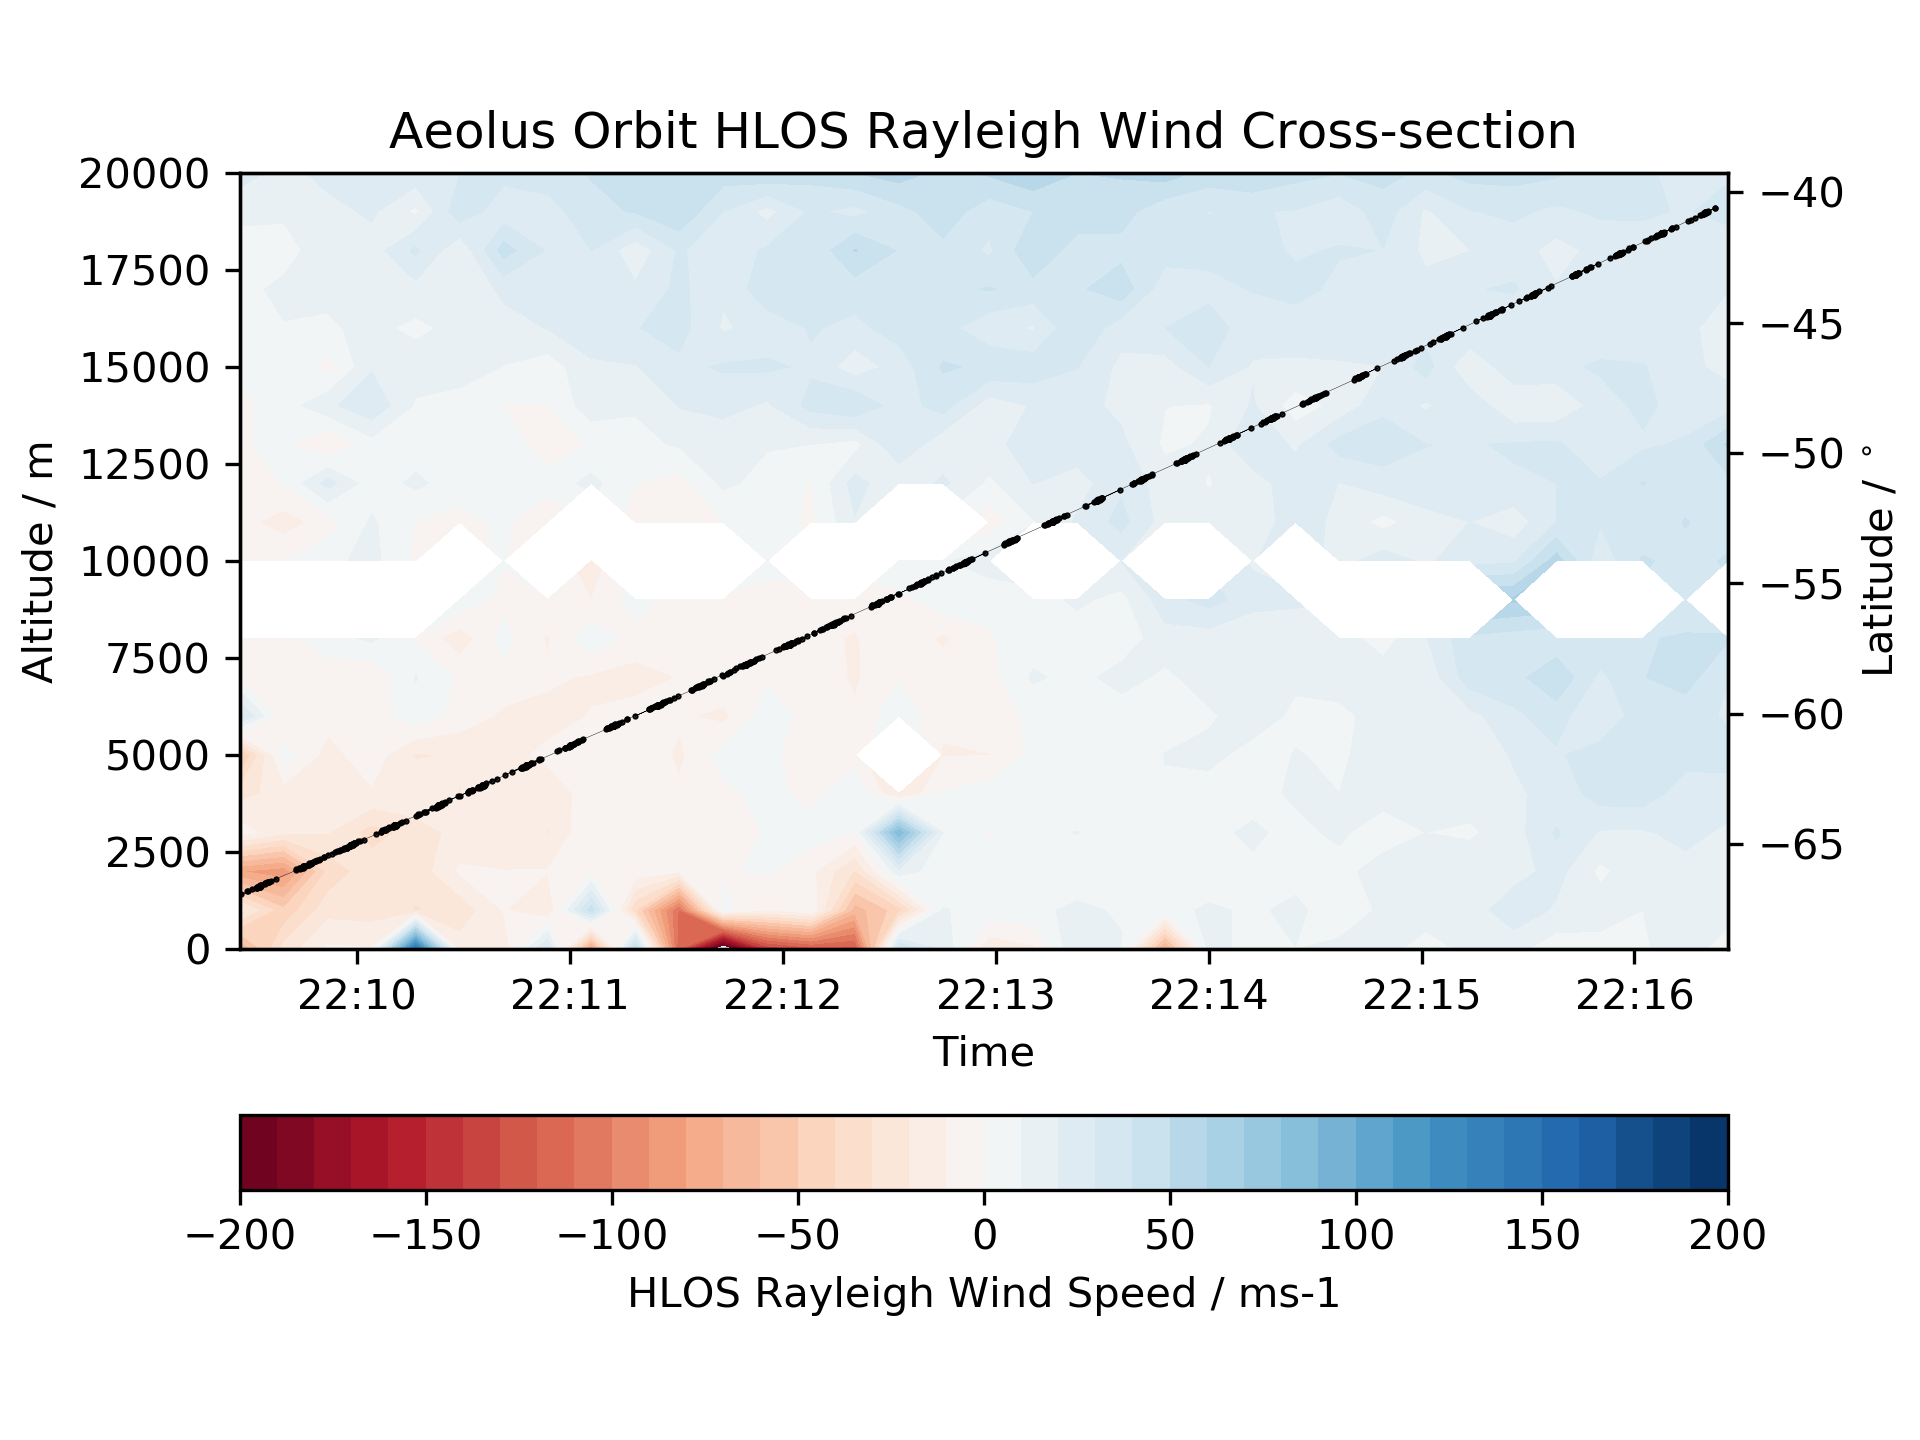 Aeolus Orbit HLOS Rayleigh Wind Cross-section
20000
17500
15000
12500
10000
7500
5000
2500
0
Altitude / m
−40
−45
−50
−55
−60
−65
Latitude / °
22:10 22:11 22:12 22:13 22:14 22:15 22:16
Time
−200 −150 −100 −50 0 50 100 150 200
HLOS Rayleigh Wind Speed / ms-1